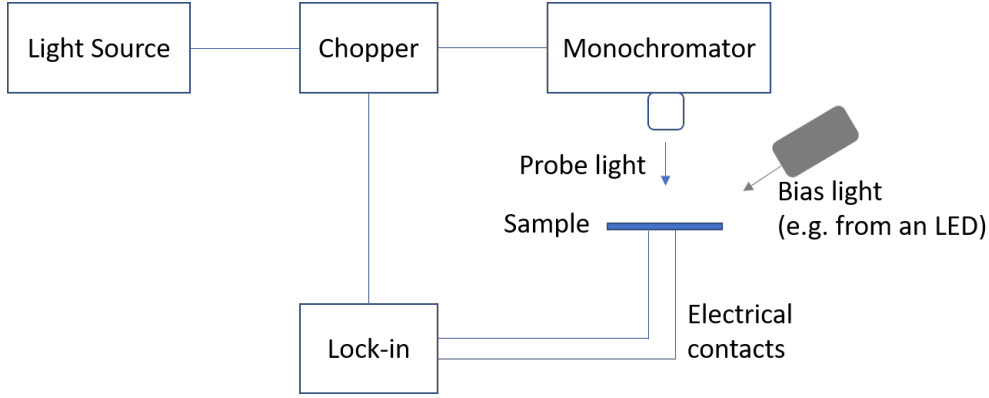 Light Source
Chopper
Monochromator
Probe light
Bias light
(e.g. from an LED)
Sample
Electrical
contacts
Lock-in